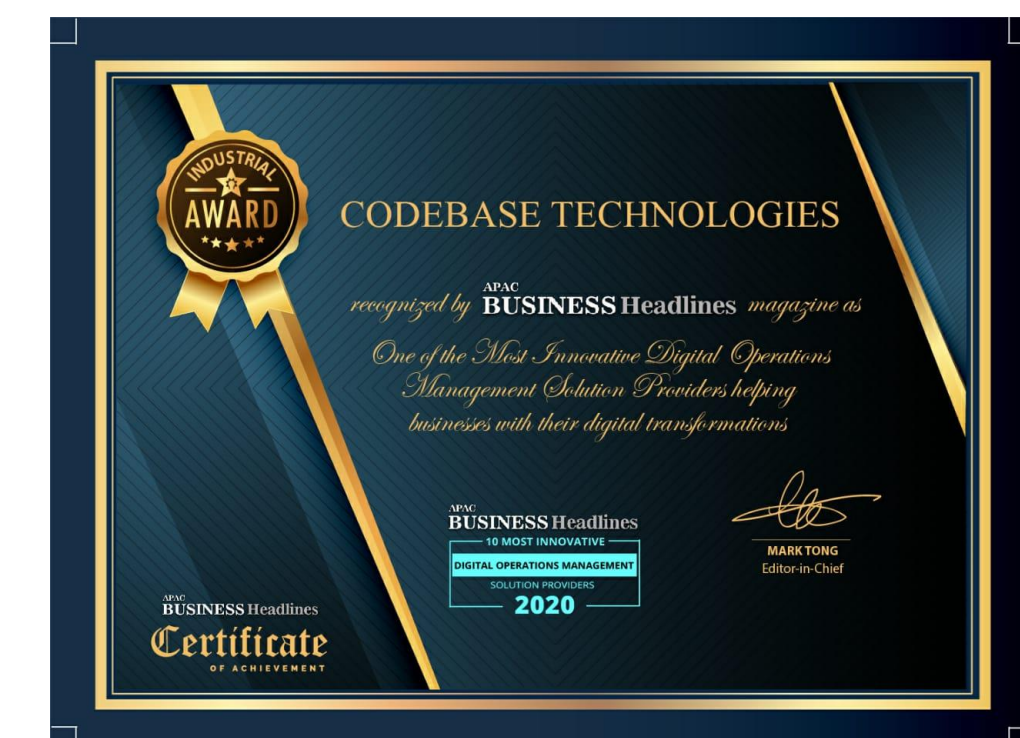 INDUSTRIAL
AWARD
CODEBASE TECHNOLOGIES
recognized by APAC BUSINESS Headlines magazine as
One of the Most Innovative Digital Operations
Management Solution Providers helping
businesses with their digital transformations
APAC
BUSINESS Headlines
10 MOST INNOVATIVE
DIGITAL OPERATIONS MANAGEMENT
SOLUTION PROVIDERS
2020
MARK TONG
Editor-in-Chief
APAC
BUSINESS Headlines
Certificate
OF ACHIEVEMENT